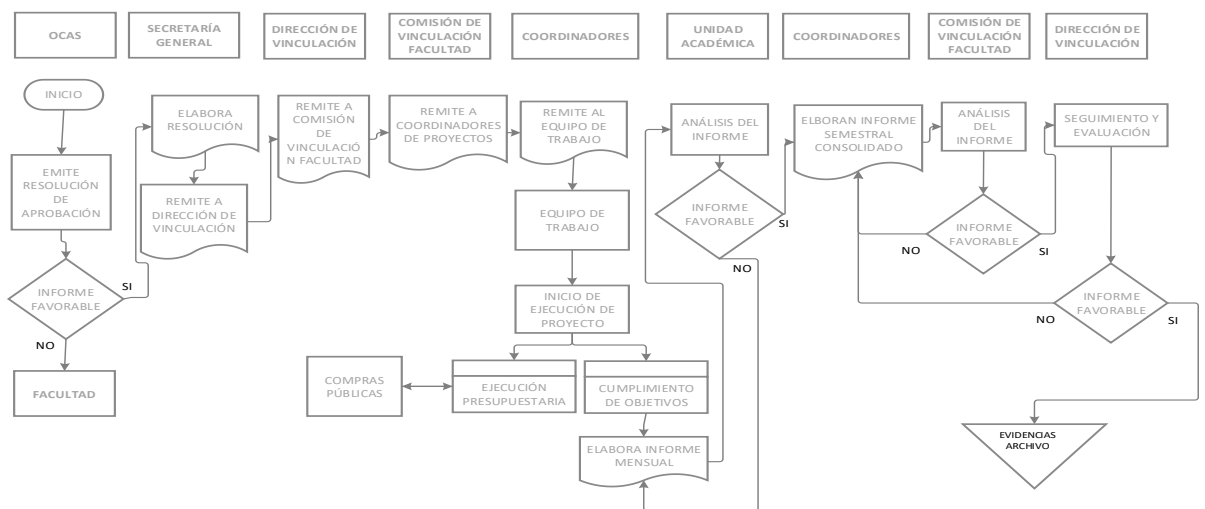 OCAS
SECRETARÍA
GENERAL
DIRECCIÓN DE
VINCULACIÓN
COMISIÓN DE
VINCULACIÓN
FACULTAD
COORDINADORES
UNIDAD
ACADÉMICA
COORDINADORES
COMISIÓN DE
VINCULACIÓN
FACULTAD
DIRECCIÓN DE
VINCULACIÓN
INICIO
EMITE
RESOLUCIÓN
DE
APROBACIÓN
INFORME
FAVORABLE
SI
NO
FACULTAD
ELABORA
RESOLUCIÓN
REMITE A
DIRECCIÓN DE
VINCULACIÓN
REMITE A
COMISIÓN
DE
VINCULACIÓ
N FACULTAD
REMITE A
COORDINADORES
DE PROYECTOS
REMITE AL
EQUIPO DE
TRABAJO
EQUIPO DE
TRABAJO
INICIO DE
EJECUCIÓN DE
PROYECTO
COMPRAS
PÚBLICAS
EJECUCIÓN
PRESUPUESTARIA
CUMPLIMIENTO
DE OBJETIVOS
ELABORA INFORME
MENSUAL
ANÁLISIS DEL
INFORME
INFORME
FAVORABLE
SI
NO
ELBORAN INFORME
SEMESTRAL
CONSOLIDADO
ANÁLISIS
DEL
INFORME
INFORME
FAVORABLE
NO
SI
SEGUIMIENTO Y
EVALUACIÓN
INFORME
FAVORABLE
NO
SI
EVIDENCIAS
ARCHIVO